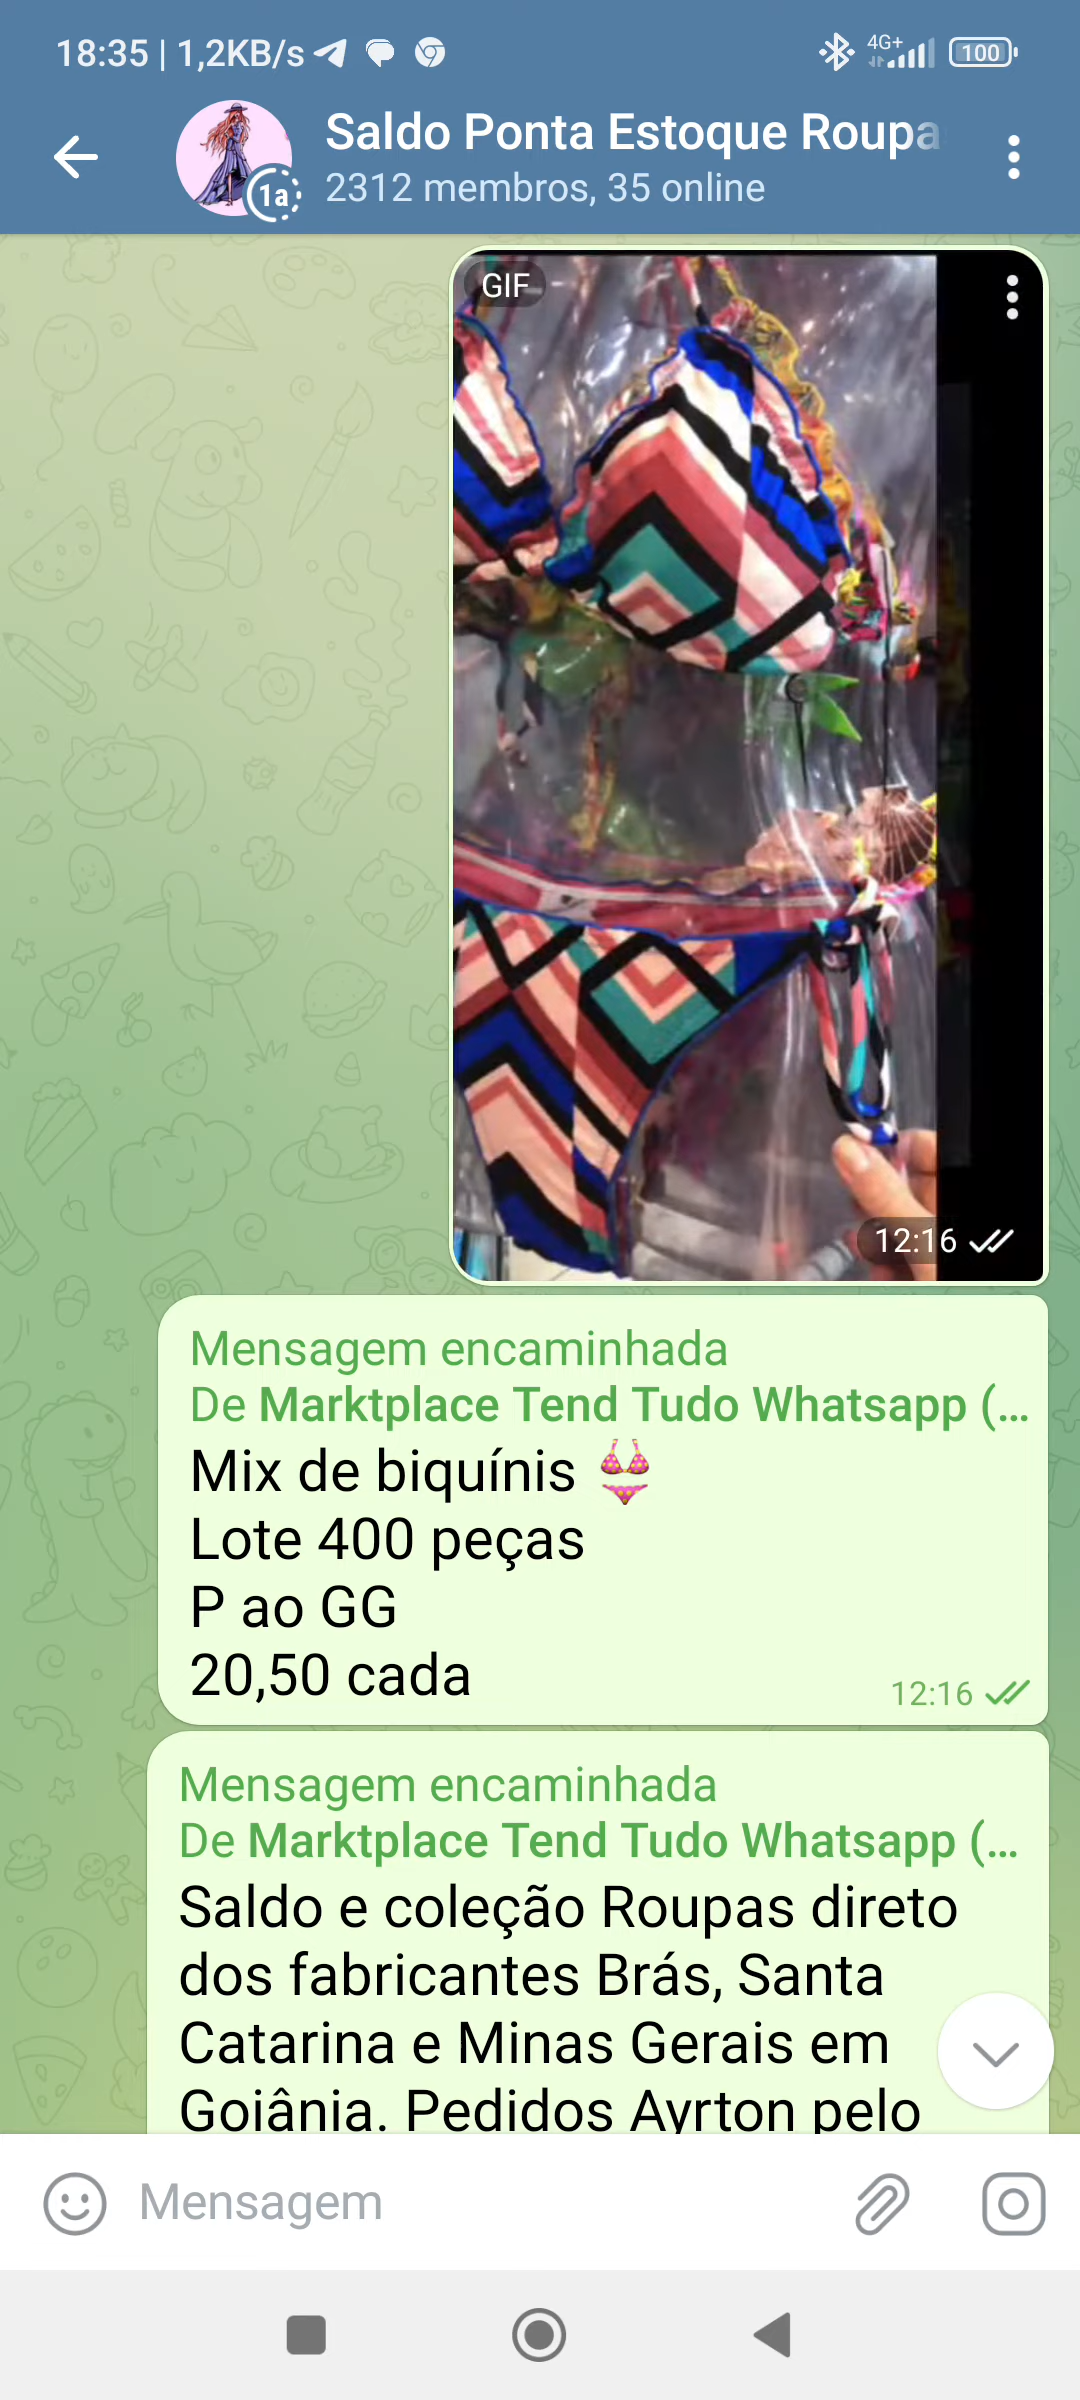 18:35 | 1,2KB/s
4G+
100
Saldo Ponta Estoque Roupa
1a
2312 membros, 35 online
GIF
12:16
Mensagem encaminhada
De Marktplace Tend Tudo Whatsapp (...
Mix de biquínis 👙
Lote 400 peças
P ao GG
20,50 cada
12:16
Mensagem encaminhada
De Marktplace Tend Tudo Whatsapp (...
Saldo e coleção Roupas direto
dos fabricantes Brás, Santa
Catarina e Minas Gerais em
Goiânia. Pedidos Ayrton pelo
Mensagem